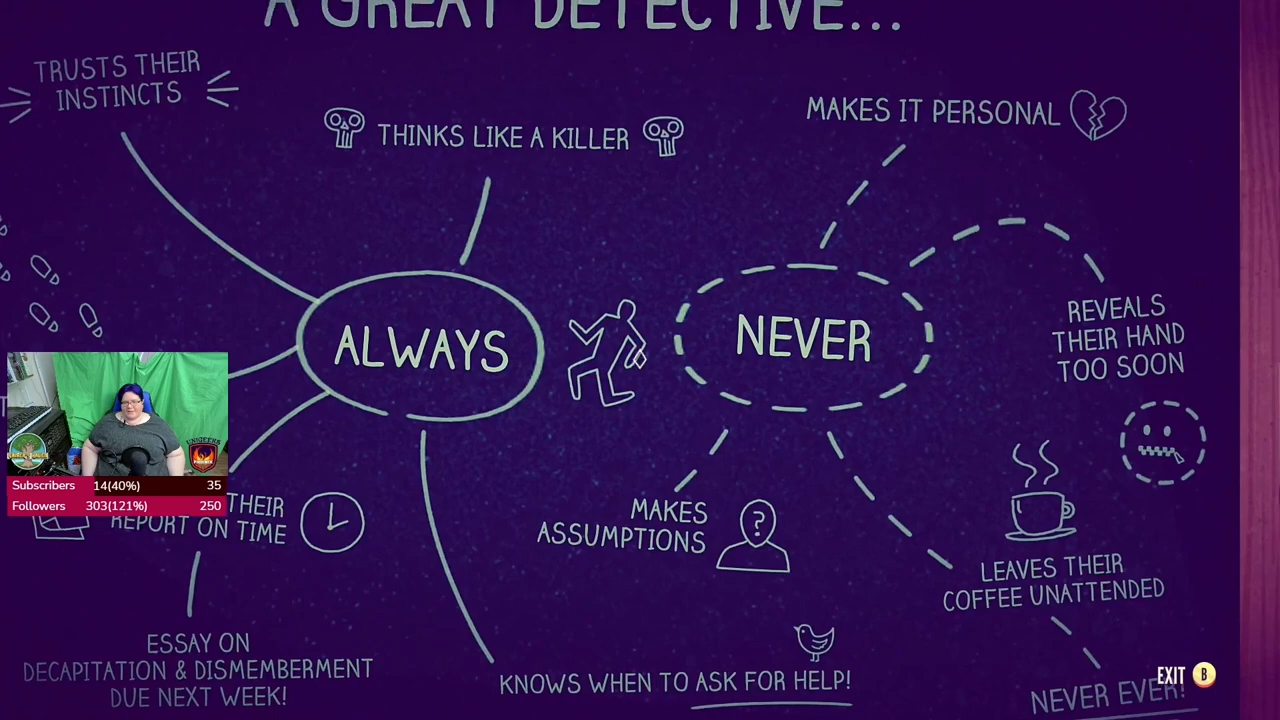 A GREAT DETECTIVE...
TRUSTS THEIR
INSTINCTS
THINKS LIKE A KILLER
MAKES IT PERSONAL
ALWAYS
NEVER
REVEALS
THEIR HAND
TOO SOON
Subscribers 14(40%) 35
Followers 303(121%) 250
THEIR
REPORT ON TIME
MAKES
ASSUMPTIONS
?
LEAVES THEIR
COFFEE UNATTENDED
ESSAY ON
DECAPITATION & DISMEMBERMENT
DUE NEXT WEEK!
KNOWS WHEN TO ASK FOR HELP!
NEVER EVER!
EXIT B